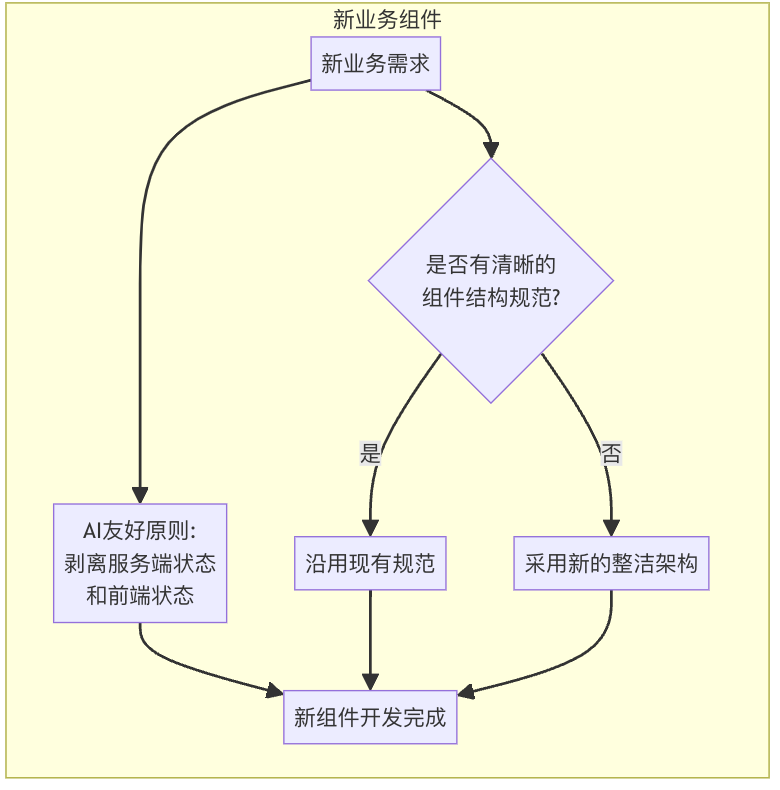 新业务组件
新业务需求
是否有清晰的
组件结构规范?
是
否
AI友好原则:
剥离服务端状态
和前端状态
沿用现有规范
采用新的整洁架构
新组件开发完成